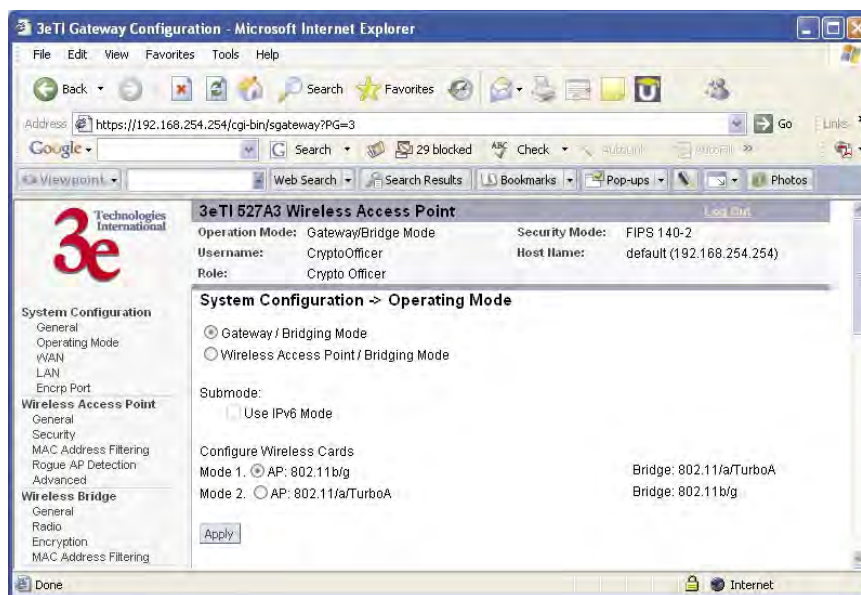 3eTI Gateway Configuration - Microsoft Internet Explorer
File Edit View Favorites Tools Help
Back Search Favorites
Address https://192.168.254.254/cgi-bin/sgateway?PG=3 Go Links
Google Search 29 blocked Check AutoLink AutoFill
Viewpoint Web Search Search Results Bookmarks Pop-ups Photos
3e Technologies International
3eTI 527A3 Wireless Access Point Log Out
Operation Mode: Gateway/Bridge Mode Security Mode: FIPS 140-2
Username: CryptoOfficer Host Name: default (192.168.254.254)
Role: Crypto Officer
System Configuration
General
Operating Mode
WAN
LAN
Encrp Port
Wireless Access Point
General
Security
MAC Address Filtering
Rogue AP Detection
Advanced
Wireless Bridge
General
Radio
Encryption
MAC Address Filtering
System Configuration -> Operating Mode
Gateway / Bridging Mode
Wireless Access Point / Bridging Mode
Submode:
Use IPv6 Mode
Configure Wireless Cards
Mode 1. AP: 802.11b/g Bridge: 802.11/a/TurboA
Mode 2. AP: 802.11/a/TurboA Bridge: 802.11b/g
Apply
Done Internet